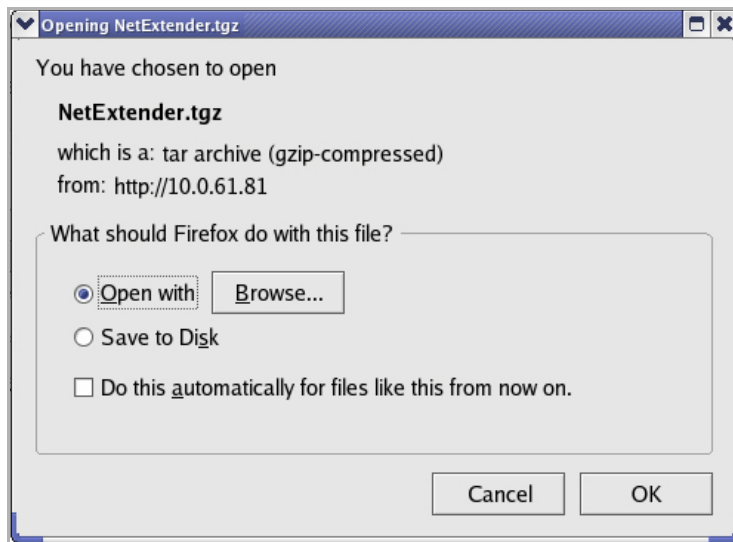 Opening NetExtender.tgz
You have chosen to open
NetExtender.tgz
which is a: tar archive (gzip-compressed)
from: http://10.0.61.81
What should Firefox do with this file?
Open with
Browse...
Save to Disk
Do this automatically for files like this from now on.
Cancel
OK